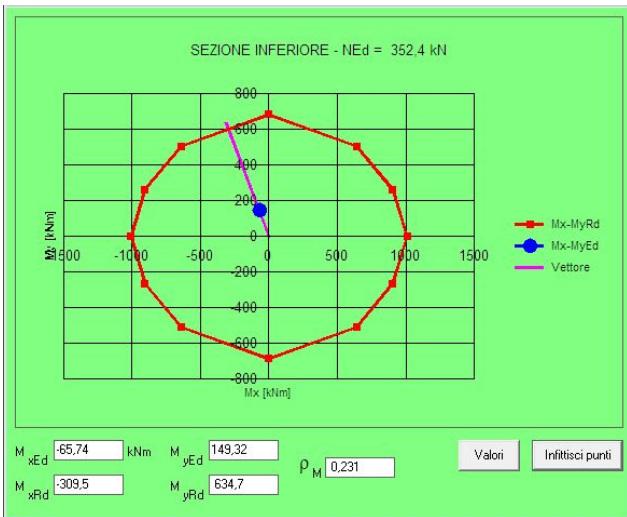 SEZIONE INFERIORE - NEd = 352,4 kN
800
600
400
200
0
-200
-400
-600
-800
-1500 -1000 -500 0 500 1000 1500
My [kNm]
Mx [kNm]
Mx-MyRd
Mx-MyEd
Vettore
M xEd -65,74 kNm M yEd 149,32
ρ M 0,231
Valori Infittisci punti
M xRd -309,5 M yRd 634,7